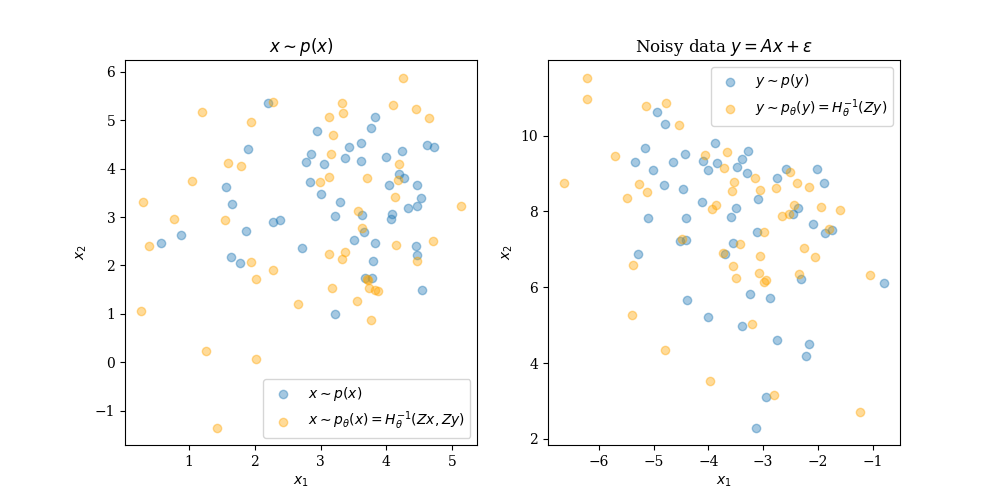 x ~ p(x)
6
5
4
3
2
1
0
−1
x₂
1 2 3 4 5
x₁
x ~ p(x)
x ~ p_θ(x) = H_θ^{-1}(Zx, Zy)
Noisy data y = Ax + ε
10
8
6
4
2
x₂
−6 −5 −4 −3 −2 −1
x₁
y ~ p(y)
y ~ p_θ(y) = H_θ^{-1}(Zy)